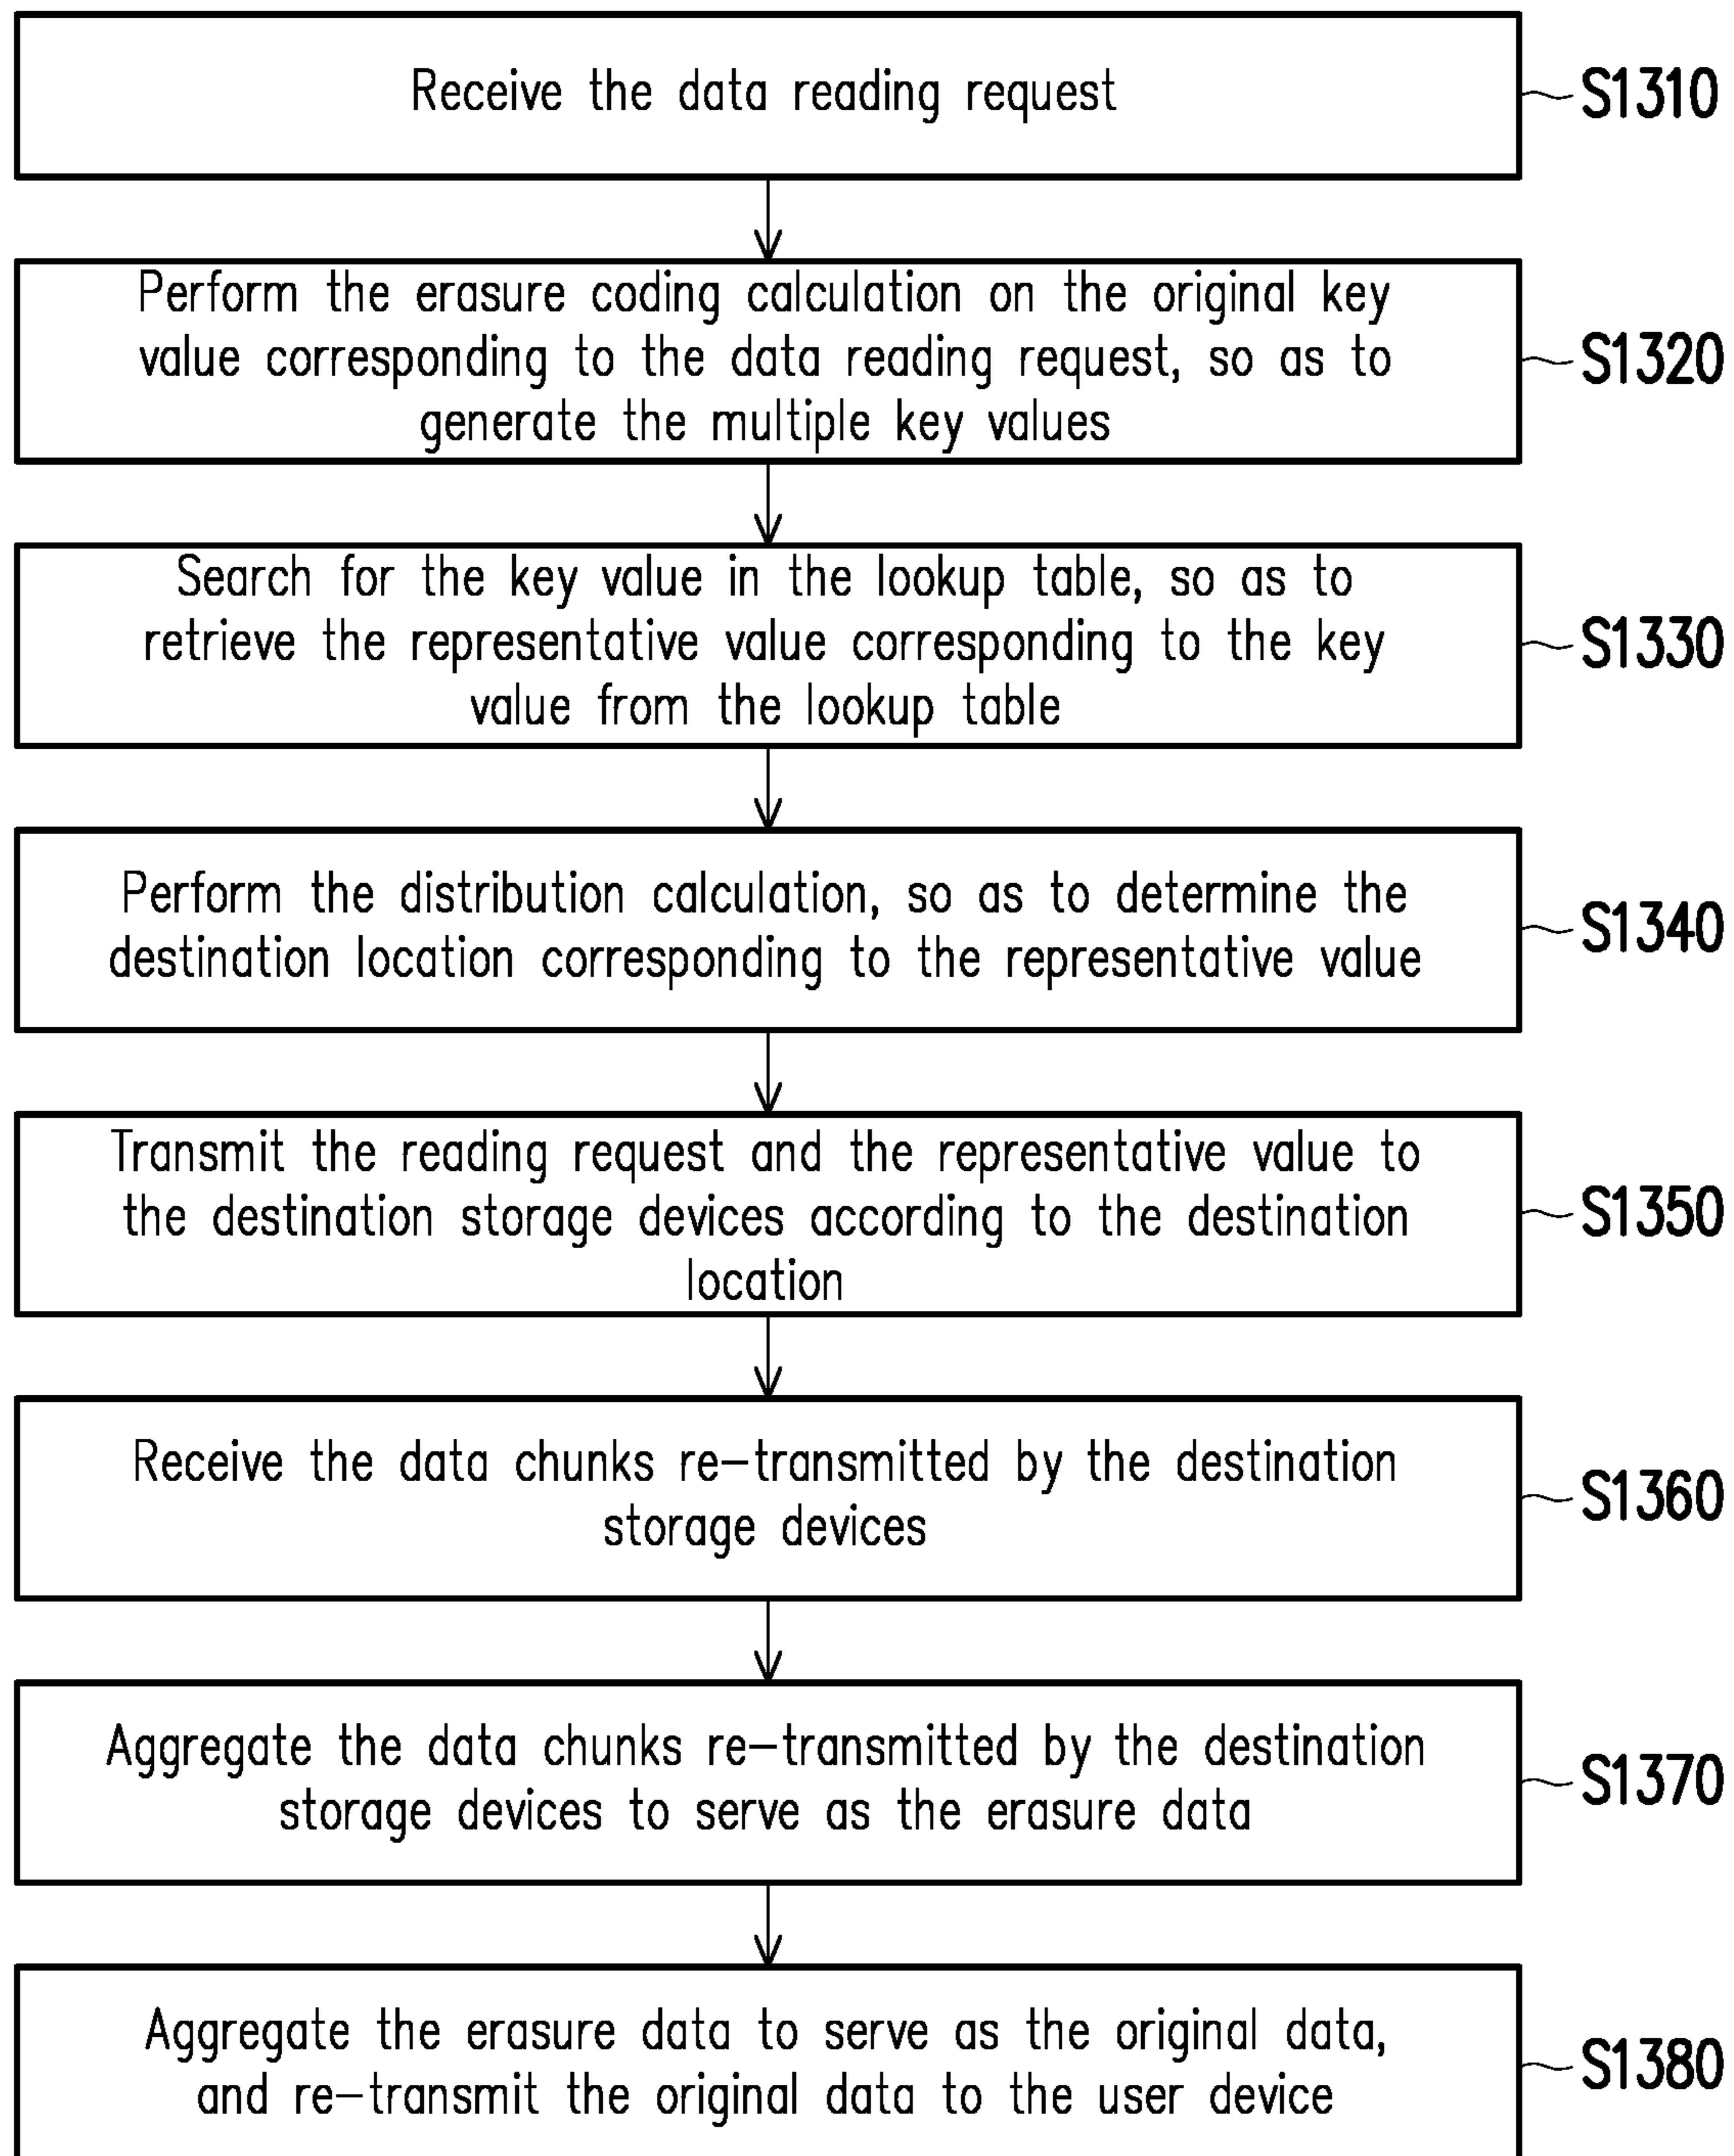 Receive the data reading request
S1310
Perform the erasure coding calculation on the original key
value corresponding to the data reading request, so as to
generate the multiple key values
S1320
Search for the key value in the lookup table, so as to
retrieve the representative value corresponding to the key
value from the lookup table
S1330
Perform the distribution calculation, so as to determine the
destination location corresponding to the representative value
S1340
Transmit the reading request and the representative value to
the destination storage devices according to the destination
location
S1350
Receive the data chunks re-transmitted by the destination
storage devices
S1360
Aggregate the data chunks re-transmitted by the destination
storage devices to serve as the erasure data
S1370
Aggregate the erasure data to serve as the original data,
and re-transmit the original data to the user device
S1380